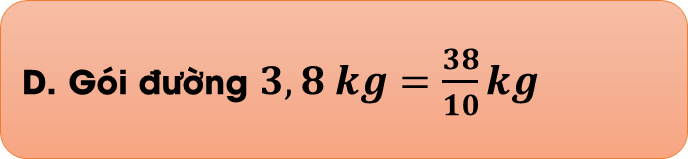 D. Gói đường 3,8 kg = 38/10 kg